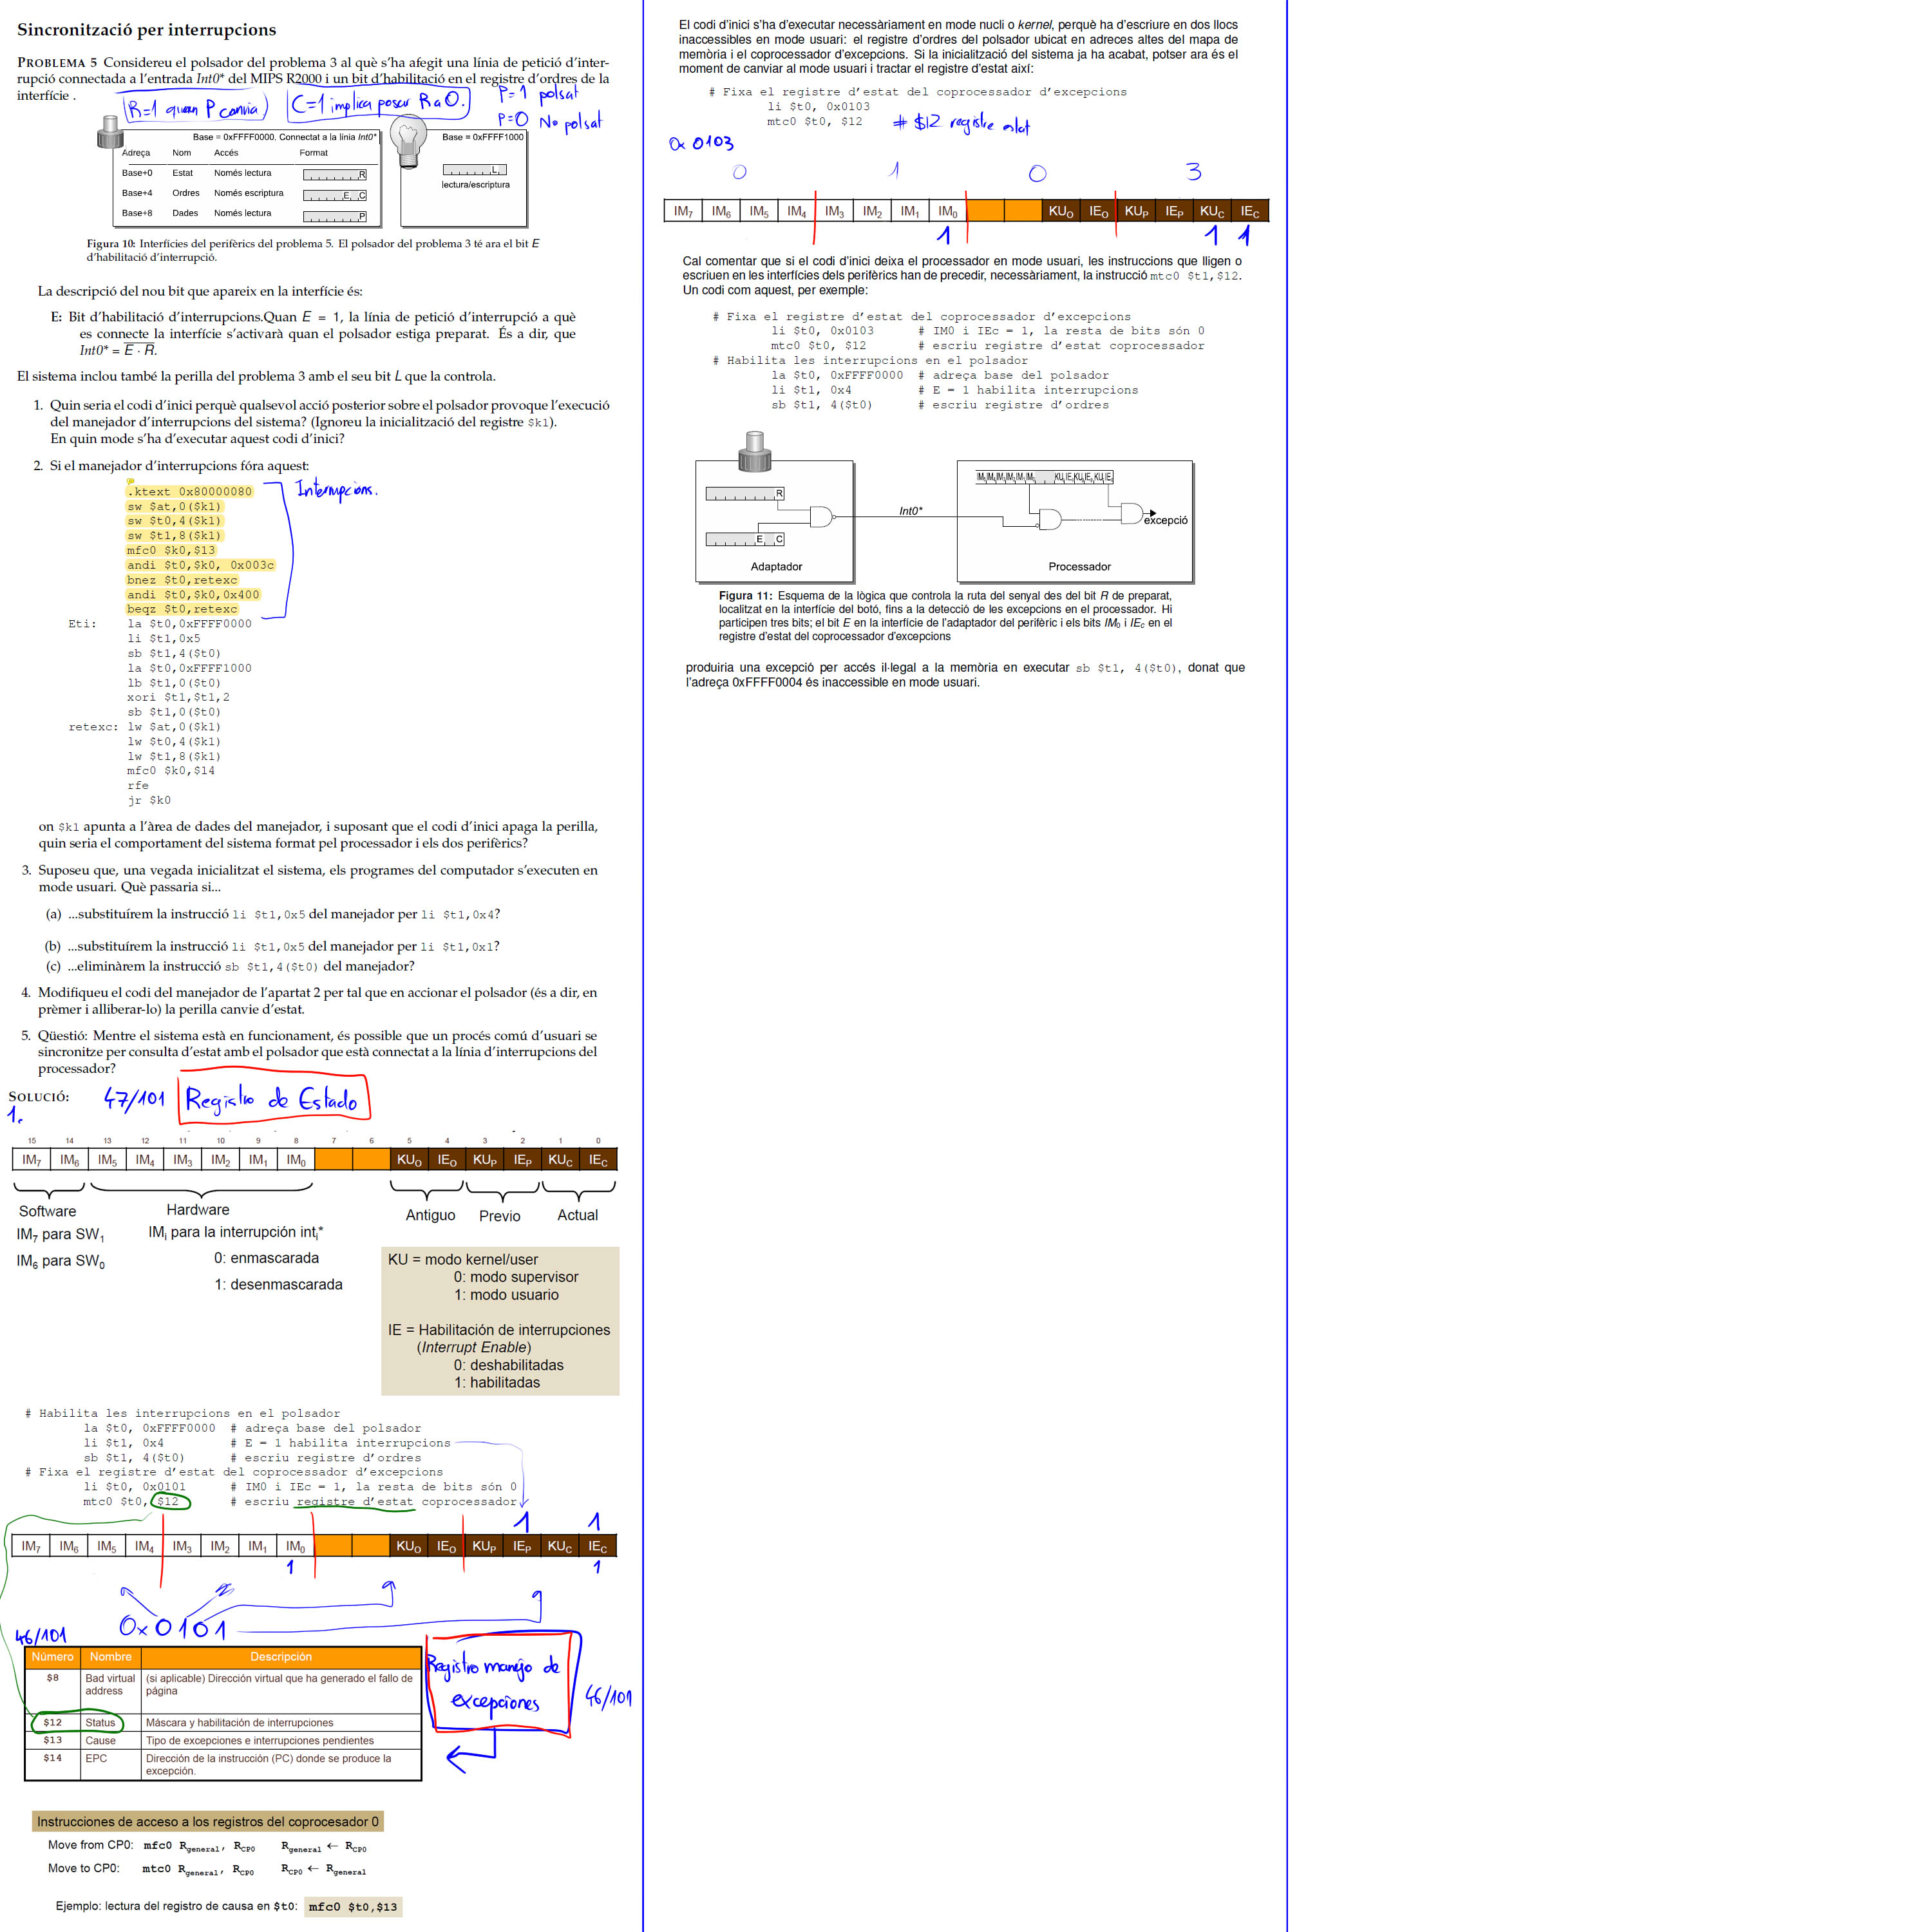 Sincronització per interrupcions
PROBLEMA 5 Considereu el polsador del problema 3 al què s'ha afegit una línia de petició d'inter-
rupció connectada a l'entrada Int0* del MIPS R2000 i un bit d'habilitació en el registre d'ordres de la
interfície .
R=1 quan P canvia
C=1 implica posar R a 0.
P=1 polsat
P=0 No polsat
Base = 0xFFFF0000. Connectat a la línia Int0*
Adreça Nom Accés Format
Base+0 Estat Només lectura R
Base+4 Ordres Només escriptura E C
Base+8 Dades Només lectura P
Base = 0xFFFF1000
L
lectura/escriptura
Figura 10: Interfícies del perifèrics del problema 5. El polsador del problema 3 té ara el bit E
d'habilitació d'interrupció.
La descripció del nou bit que apareix en la interfície és:
E: Bit d'habilitació d'interrupcions.Quan E = 1, la línia de petició d'interrupció a què
es connecte la interfície s'activarà quan el polsador estiga preparat. És a dir, que
Int0* = E · R.
El sistema inclou també la perilla del problema 3 amb el seu bit L que la controla.
1. Quin seria el codi d'inici perquè qualsevol acció posterior sobre el polsador provoque l'execució
del manejador d'interrupcions del sistema? (Ignoreu la inicialització del registre $k1).
En quin mode s'ha d'executar aquest codi d'inici?
2. Si el manejador d'interrupcions fóra aquest:
.ktext 0x80000080
sw $at,0($k1)
sw $t0,4($k1)
sw $t1,8($k1)
mfc0 $k0,$13
andi $t0,$k0, 0x003c
bnez $t0,retexc
andi $t0,$k0,0x400
beqz $t0,retexc
Interrupcions.
Eti: la $t0,0xFFFF0000
li $t1,0x5
sb $t1,4($t0)
la $t0,0xFFFF1000
lb $t1,0($t0)
xori $t1,$t1,2
sb $t1,0($t0)
retexc: lw $at,0($k1)
lw $t0,4($k1)
lw $t1,8($k1)
mfc0 $k0,$14
rfe
jr $k0
on $k1 apunta a l'àrea de dades del manejador, i suposant que el codi d'inici apaga la perilla,
quin seria el comportament del sistema format pel processador i els dos perifèrics?
3. Suposeu que, una vegada inicialitzat el sistema, els programes del computador s'executen en
mode usuari. Què passaria si...
(a) ...substituírem la instrucció li $t1,0x5 del manejador per li $t1,0x4?
(b) ...substituírem la instrucció li $t1,0x5 del manejador per li $t1,0x1?
(c) ...eliminàrem la instrucció sb $t1,4($t0) del manejador?
4. Modifiqueu el codi del manejador de l'apartat 2 per tal que en accionar el polsador (és a dir, en
prèmer i alliberar-lo) la perilla canvie d'estat.
5. Qüestió: Mentre el sistema està en funcionament, és possible que un procés comú d'usuari se
sincronitze per consulta d'estat amb el polsador que està connectat a la línia d'interrupcions del
processador?
SOLUCIÓ:
1.
47/101 Registro de Estado
15 14 13 12 11 10 9 8 7 6 5 4 3 2 1 0
IM7 IM6 IM5 IM4 IM3 IM2 IM1 IM0 KUO IEO KUP IEP KUC IEC
Software
IM7 para SW1
IM6 para SW0
Hardware
IMi para la interrupción inti*
0: enmascarada
1: desenmascarada
Antiguo Previo Actual
KU = modo kernel/user
0: modo supervisor
1: modo usuario
IE = Habilitación de interrupciones
(Interrupt Enable)
0: deshabilitadas
1: habilitadas
# Habilita les interrupcions en el polsador
la $t0, 0xFFFF0000 # adreça base del polsador
li $t1, 0x4 # E = 1 habilita interrupcions
sb $t1, 4($t0) # escriu registre d'ordres
# Fixa el registre d'estat del coprocessador d'excepcions
li $t0, 0x0101 # IM0 i IEc = 1, la resta de bits són 0
mtc0 $t0, $12 # escriu registre d'estat coprocessador
1 1
IM7 IM6 IM5 IM4 IM3 IM2 IM1 IM0 KUO IEO KUP IEP KUC IEC
1 1
0x0101
46/101
Número Nombre Descripción
$8 Bad virtual address (si aplicable) Dirección virtual que ha generado el fallo de página
$12 Status Máscara y habilitación de interrupciones
$13 Cause Tipo de excepciones e interrupciones pendientes
$14 EPC Dirección de la instrucción (PC) donde se produce la excepción.
Registro manejo de
excepciones
46/101
Instrucciones de acceso a los registros del coprocesador 0
Move from CP0: mfc0 Rgeneral, RCP0 Rgeneral ← RCP0
Move to CP0: mtc0 Rgeneral, RCP0 RCP0 ← Rgeneral
Ejemplo: lectura del registro de causa en $t0: mfc0 $t0,$13
El codi d'inici s'ha d'executar necessàriament en mode nucli o kernel, perquè ha d'escriure en dos llocs
inaccessibles en mode usuari: el registre d'ordres del polsador ubicat en adreces altes del mapa de
memòria i el coprocessador d'excepcions. Si la inicialització del sistema ja ha acabat, potser ara és el
moment de canviar al mode usuari i tractar el registre d'estat així:
# Fixa el registre d'estat del coprocessador d'excepcions
li $t0, 0x0103
mtc0 $t0, $12 # $12 registre estat
0x 0103
0 1 0 3
IM7 IM6 IM5 IM4 IM3 IM2 IM1 IM0 KUO IEO KUP IEP KUC IEC
1 1 1
Cal comentar que si el codi d'inici deixa el processador en mode usuari, les instruccions que lligen o
escriuen en les interfícies dels perifèrics han de precedir, necessàriament, la instrucció mtc0 $t1,$12.
Un codi com aquest, per exemple:
# Fixa el registre d'estat del coprocessador d'excepcions
li $t0, 0x0103 # IM0 i IEc = 1, la resta de bits són 0
mtc0 $t0, $12 # escriu registre d'estat coprocessador
# Habilita les interrupcions en el polsador
la $t0, 0xFFFF0000 # adreça base del polsador
li $t1, 0x4 # E = 1 habilita interrupcions
sb $t1, 4($t0) # escriu registre d'ordres
R
E C
Adaptador
Int0*
excepció
Processador
Figura 11: Esquema de la lògica que controla la ruta del senyal des del bit R de preparat,
localitzat en la interfície del botó, fins a la detecció de les excepcions en el processador. Hi
participen tres bits; el bit E en la interfície de l'adaptador del perifèric i els bits IM0 i IEc en el
registre d'estat del coprocessador d'excepcions
produiria una excepció per accés il·legal a la memòria en executar sb $t1, 4($t0), donat que
l'adreça 0xFFFF0004 és inaccessible en mode usuari.